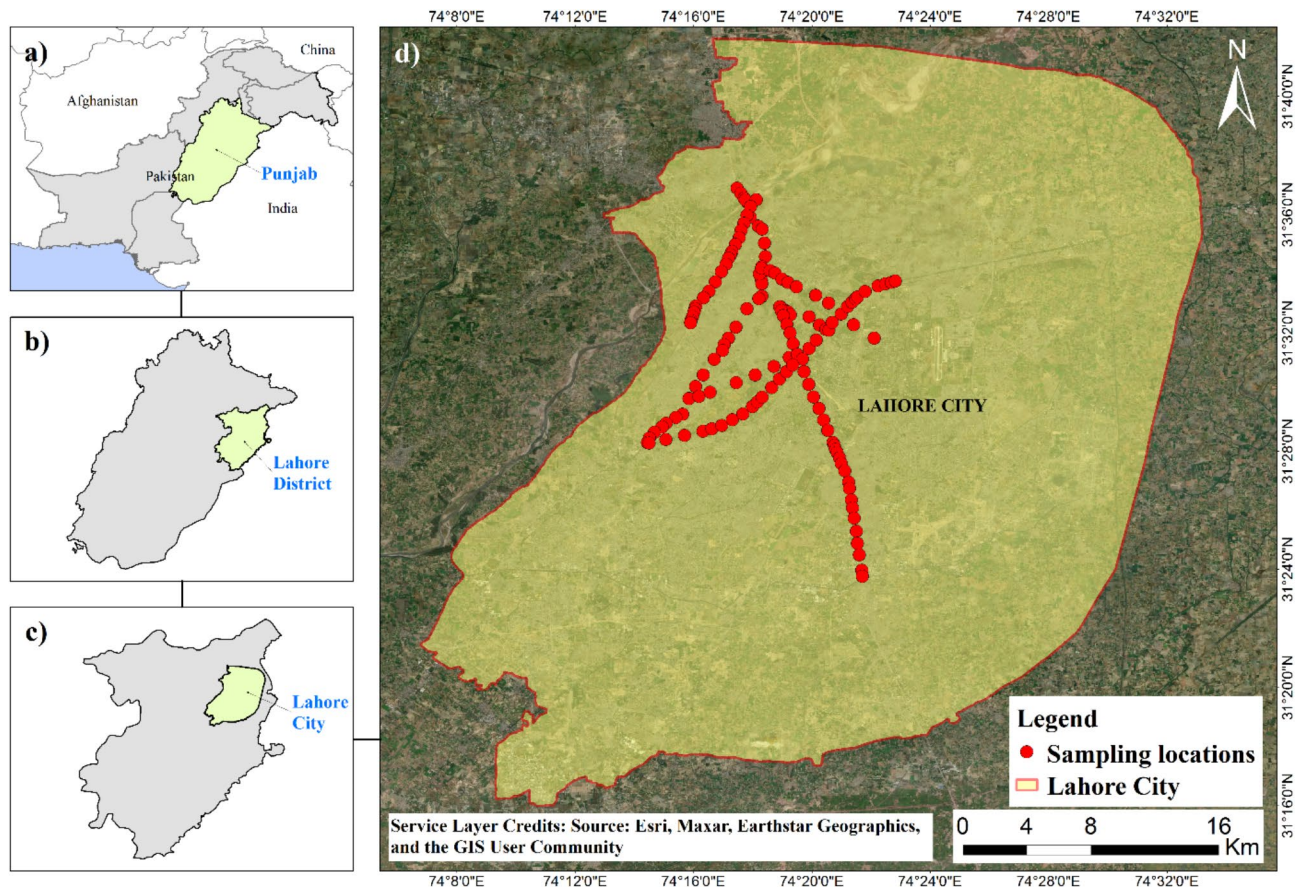 a)
China
Afghanistan
Pakistan
Punjab
India
b)
Lahore
District
c)
Lahore
City
74°8'0"E 74°12'0"E 74°16'0"E 74°20'0"E 74°24'0"E 74°28'0"E 74°32'0"E
d)
N
31°40'0"N
31°36'0"N
31°32'0"N
31°28'0"N
31°24'0"N
31°20'0"N
31°16'0"N
LAHORE CITY
Legend
Sampling locations
Lahore City
Service Layer Credits: Source: Esri, Maxar, Earthstar Geographics,
and the GIS User Community
0 4 8 16
Km
74°8'0"E 74°12'0"E 74°16'0"E 74°20'0"E 74°24'0"E 74°28'0"E 74°32'0"E